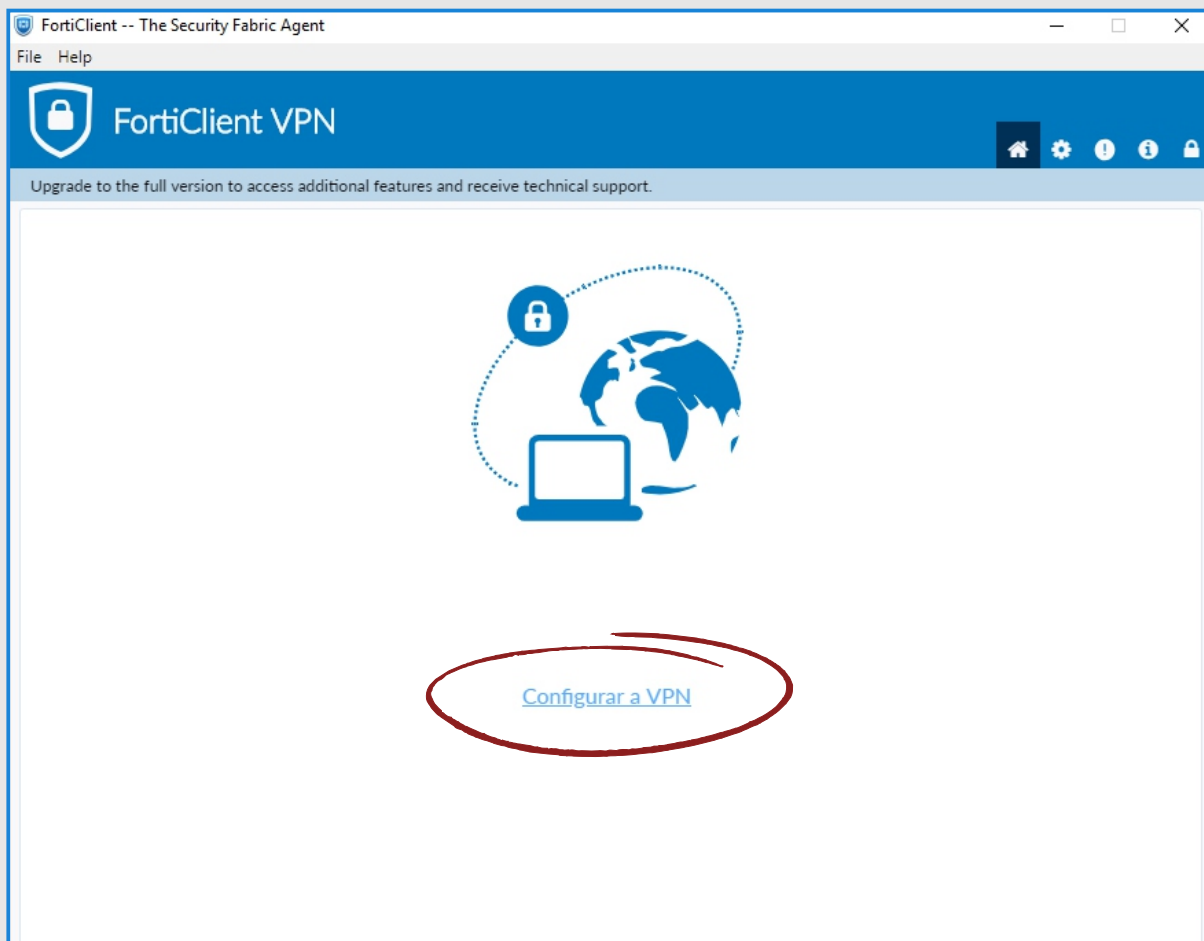 FortiClient -- The Security Fabric Agent
File Help
FortiClient VPN
Upgrade to the full version to access additional features and receive technical support.
Configurar a VPN